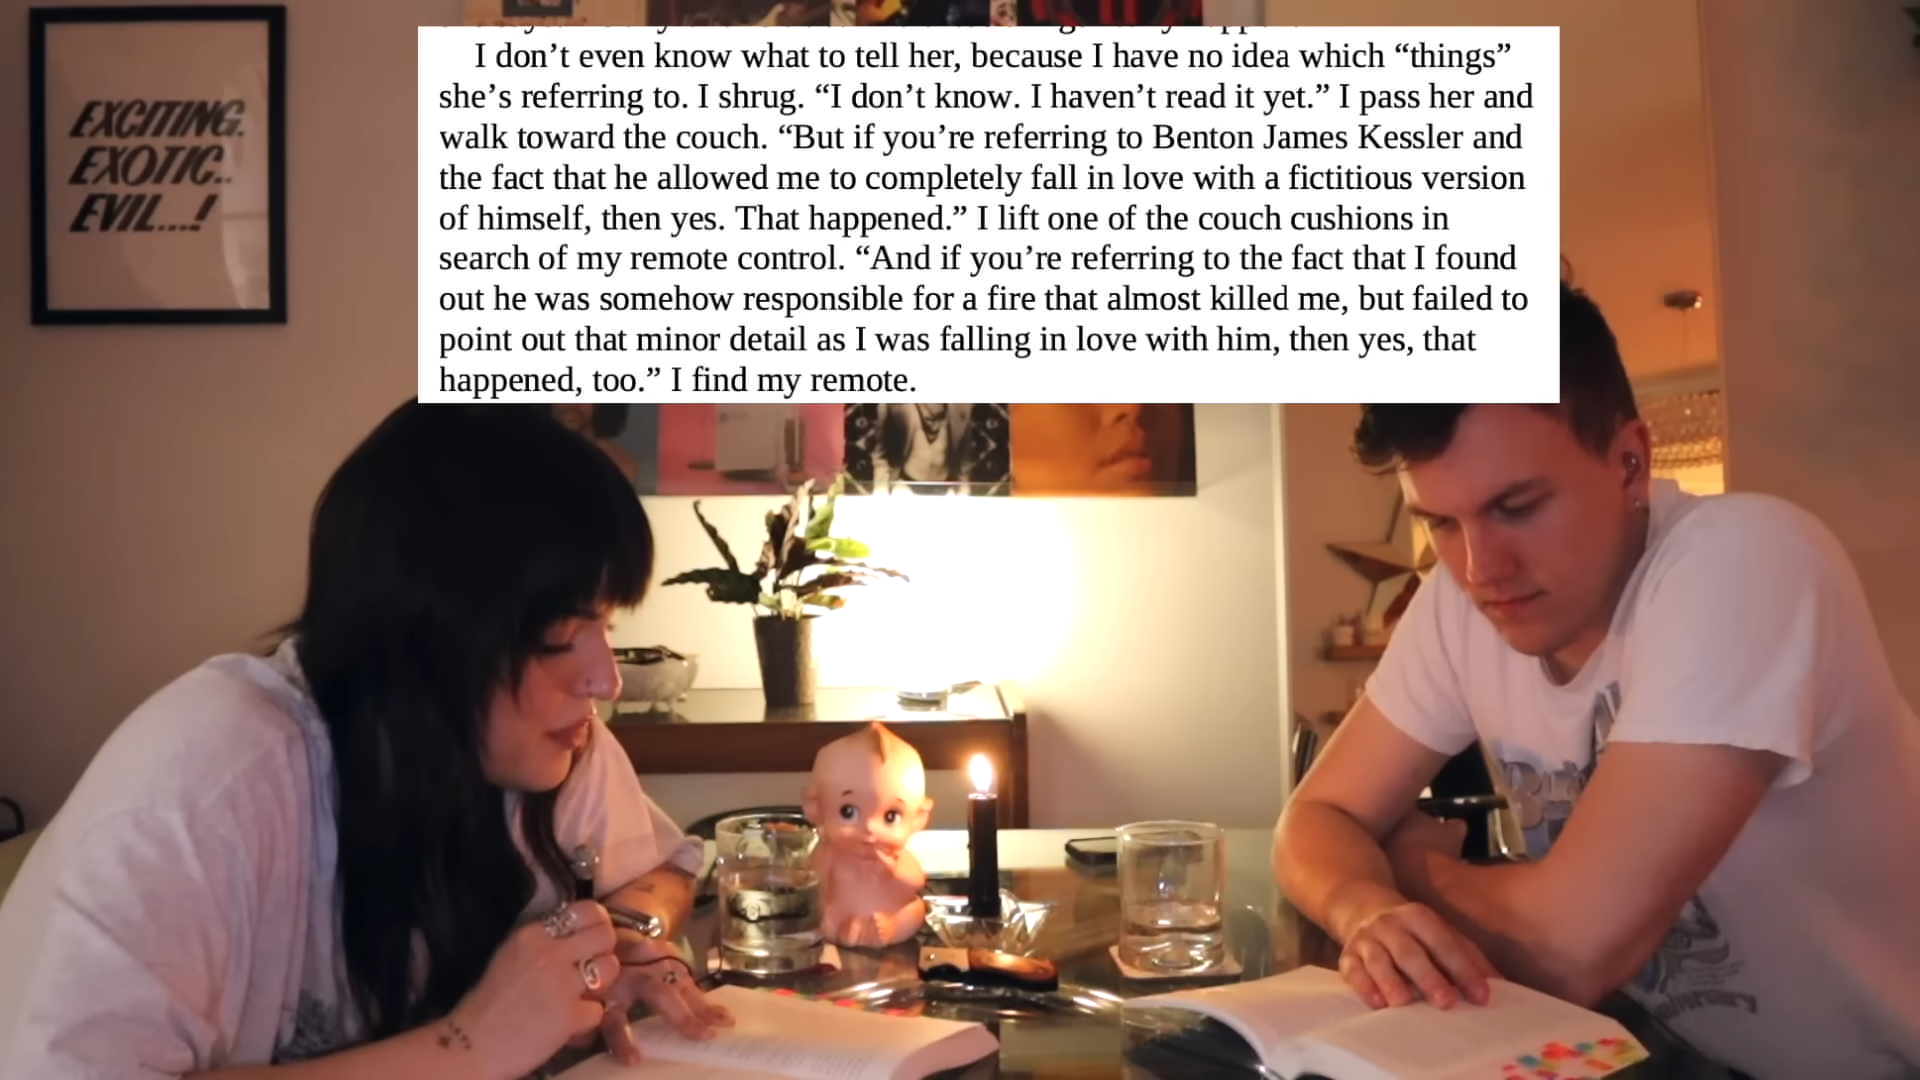 EXCITING.
EXOTIC..
EVIL...!
I don’t even know what to tell her, because I have no idea which “things”
she’s referring to. I shrug. “I don’t know. I haven’t read it yet.” I pass her and
walk toward the couch. “But if you’re referring to Benton James Kessler and
the fact that he allowed me to completely fall in love with a fictitious version
of himself, then yes. That happened.” I lift one of the couch cushions in
search of my remote control. “And if you’re referring to the fact that I found
out he was somehow responsible for a fire that almost killed me, but failed to
point out that minor detail as I was falling in love with him, then yes, that
happened, too.” I find my remote.